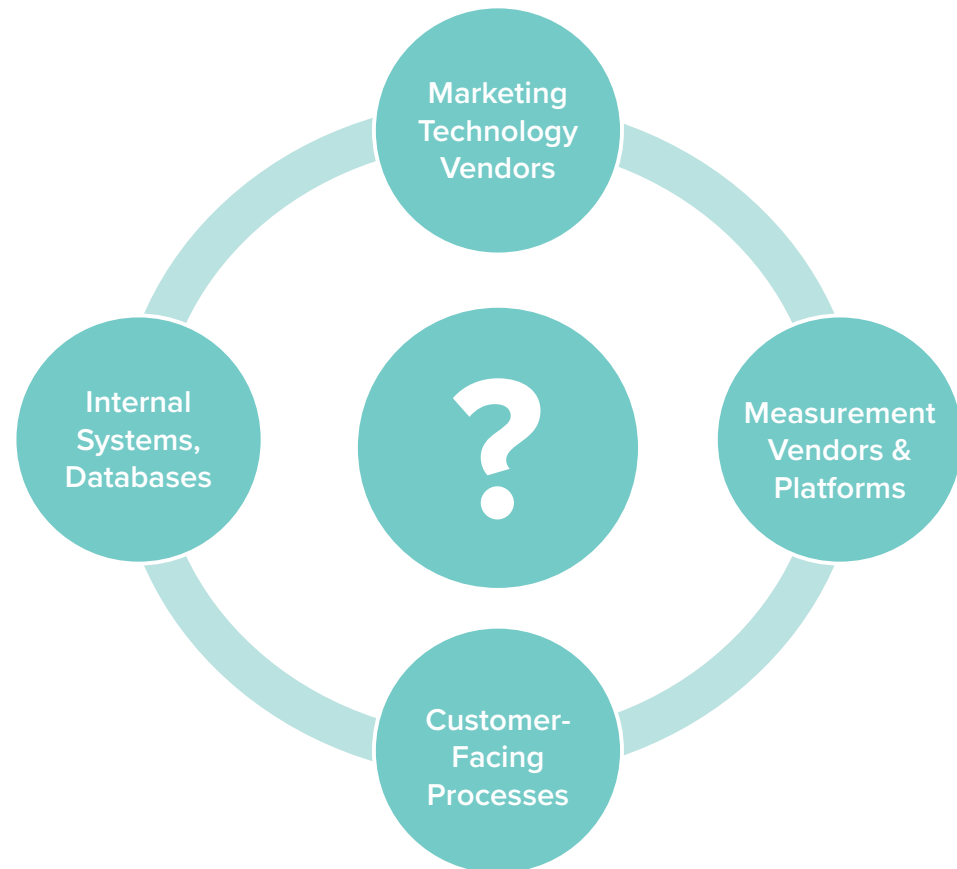 Marketing
Technology
Vendors
Internal
Systems,
Databases
?
Measurement
Vendors &
Platforms
Customer-
Facing
Processes